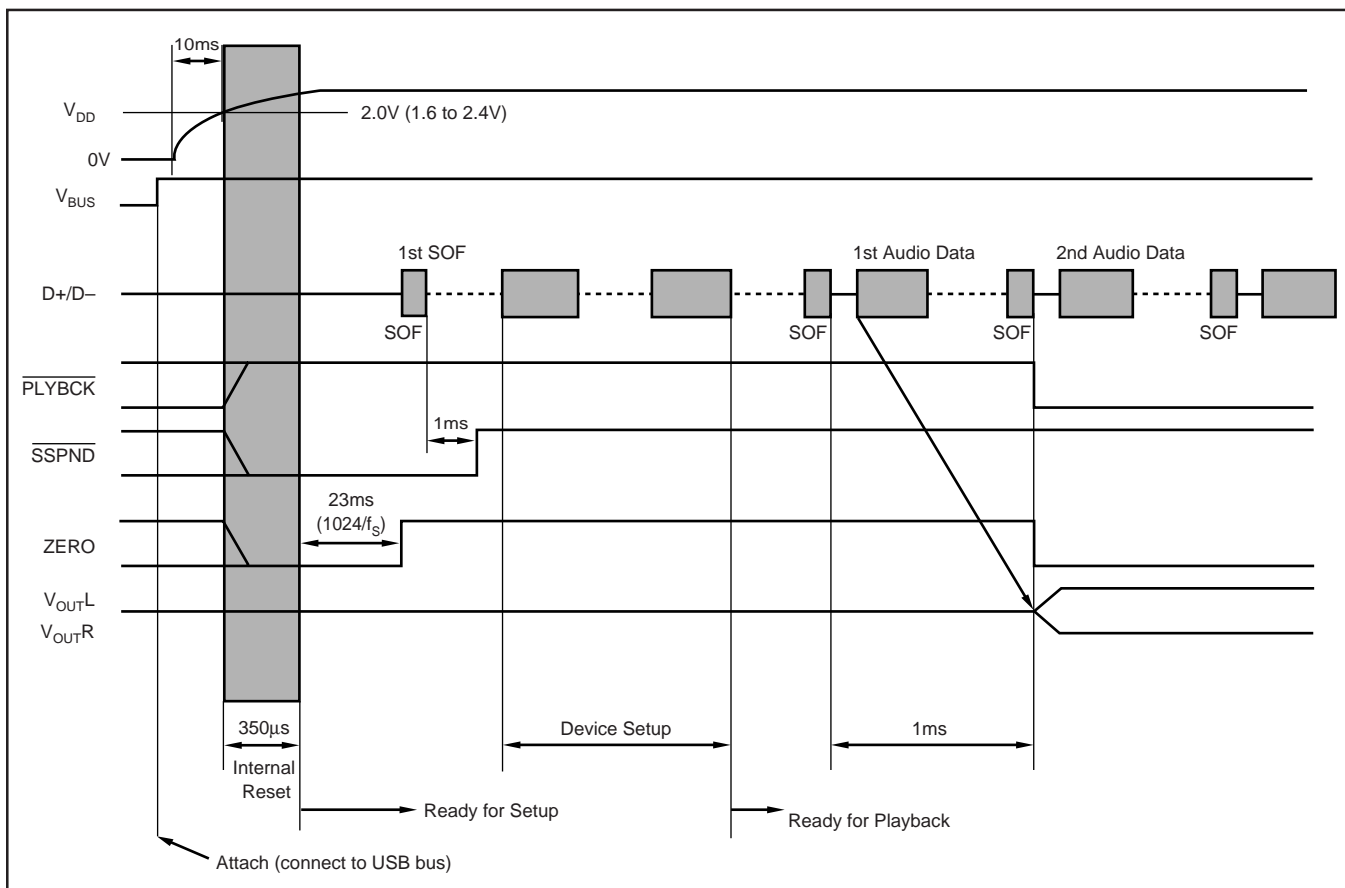 10ms
VDD
2.0V (1.6 to 2.4V)
0V
VBUS
1st SOF
1st Audio Data
2nd Audio Data
D+/D–
SOF
SOF
SOF
SOF
PLYBCK
1ms
SSPND
23ms
(1024/fS)
ZERO
VOUTL
VOUTR
350µs
Device Setup
1ms
Internal
Reset
Ready for Setup
Ready for Playback
Attach (connect to USB bus)